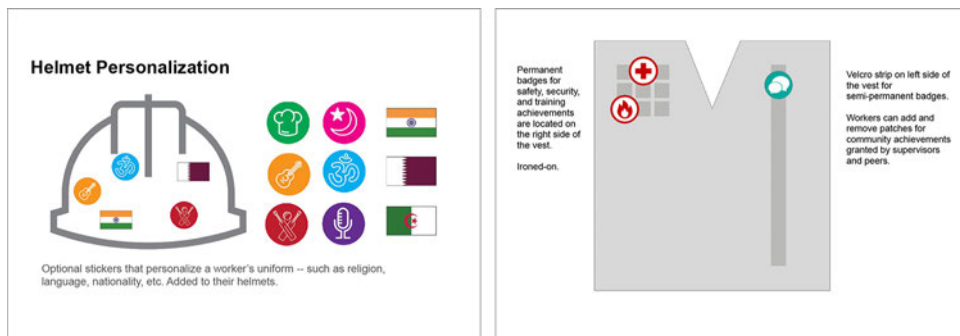 Helmet Personalization
Optional stickers that personalize a worker's uniform -- such as religion,
language, nationality, etc. Added to their helmets.
Permanent
badges for
safety, security,
and training
achievements
are located on
the right side of
the vest.
Ironed-on.
Velcro strip on left side of
the vest for
semi-permanent badges.
Workers can add and
remove patches for
community achievements
granted by supervisors
and peers.